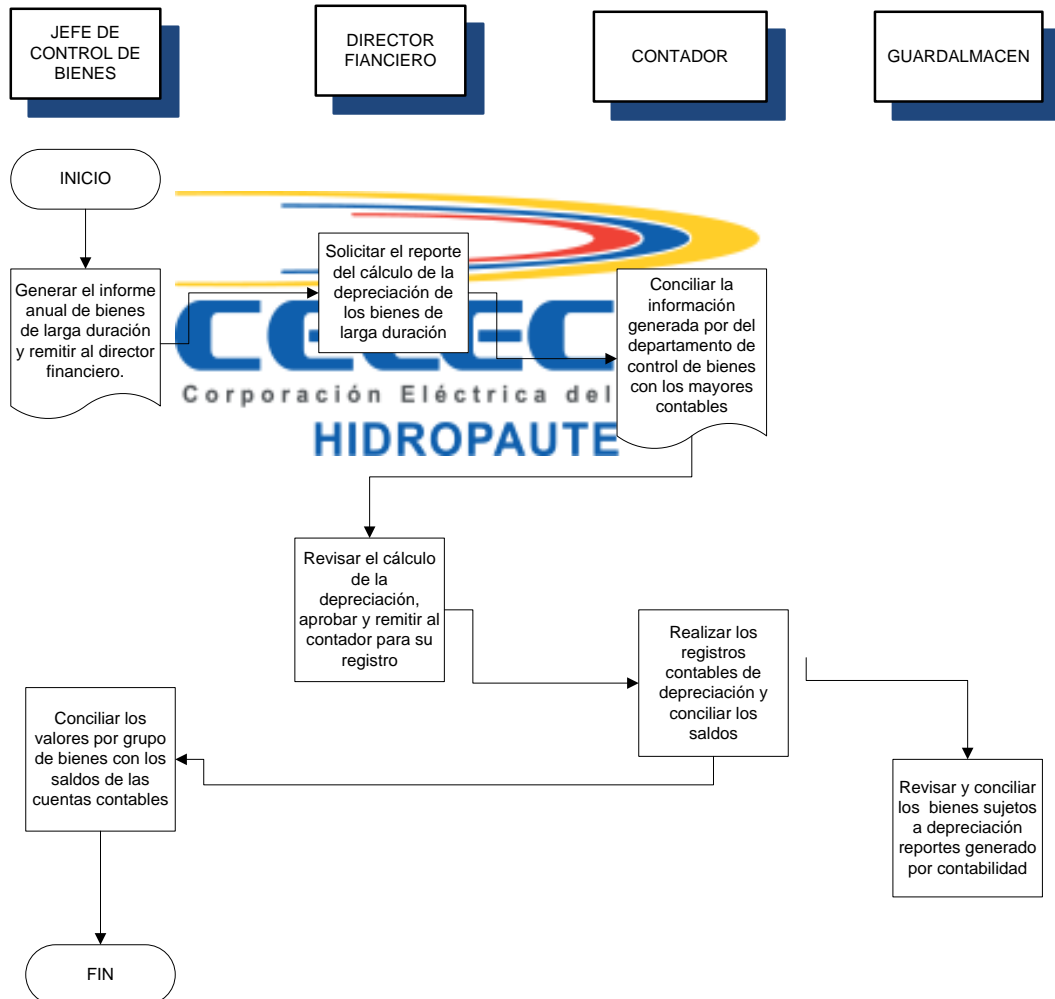 JEFE DE
CONTROL DE
BIENES
DIRECTOR
FIANCIERO
CONTADOR
GUARDALMACEN
INICIO
Generar el informe
anual de bienes
de larga duración
y remitir al director
financiero.
Solicitar el reporte
del cálculo de la
depreciación de
los bienes de
larga duración
Conciliar la
información
generada por del
departamento de
control de bienes
con los mayores
contables
CELEC
Corporación Eléctrica del
HIDROPAUTE
Revisar el cálculo
de la
depreciación,
aprobar y remitir al
contador para su
registro
Realizar los
registros
contables de
depreciación y
conciliar los
saldos
Conciliar los
valores por grupo
de bienes con los
saldos de las
cuentas contables
Revisar y conciliar
los bienes sujetos
a depreciación
reportes generado
por contabilidad
FIN